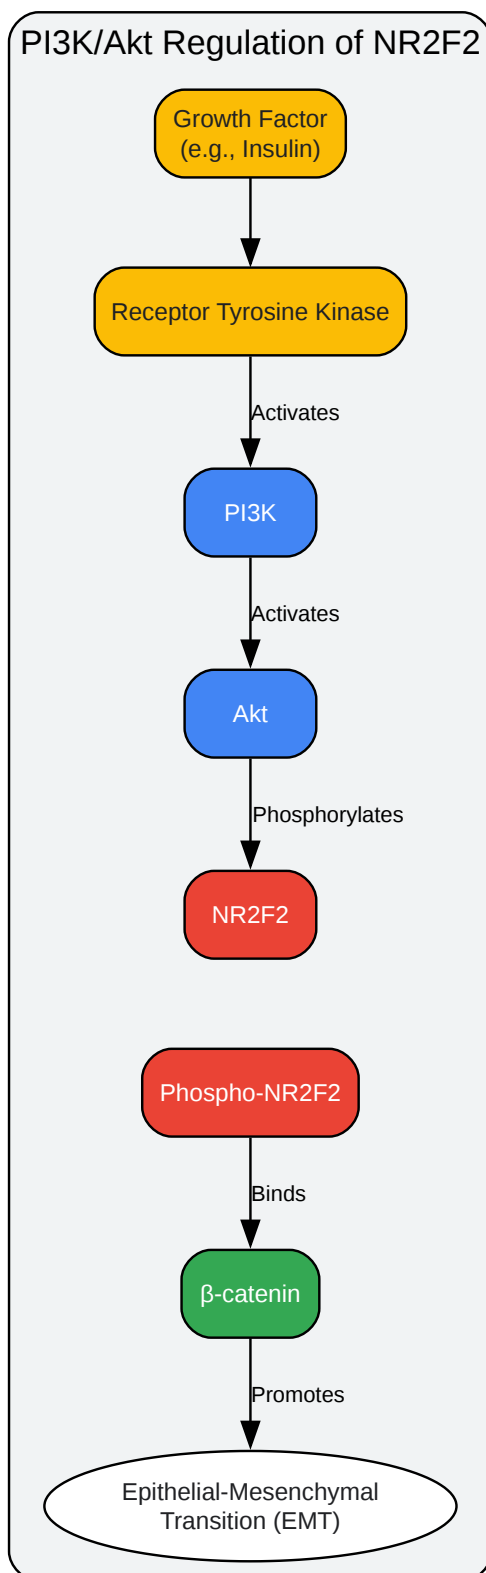 PI3K/Akt Regulation of NR2F2
Growth Factor
(e.g., Insulin)
Receptor Tyrosine Kinase
Activates
PI3K
Activates
Akt
Phosphorylates
NR2F2
Phospho-NR2F2
Binds
β-catenin
Promotes
Epithelial-Mesenchymal
Transition (EMT)